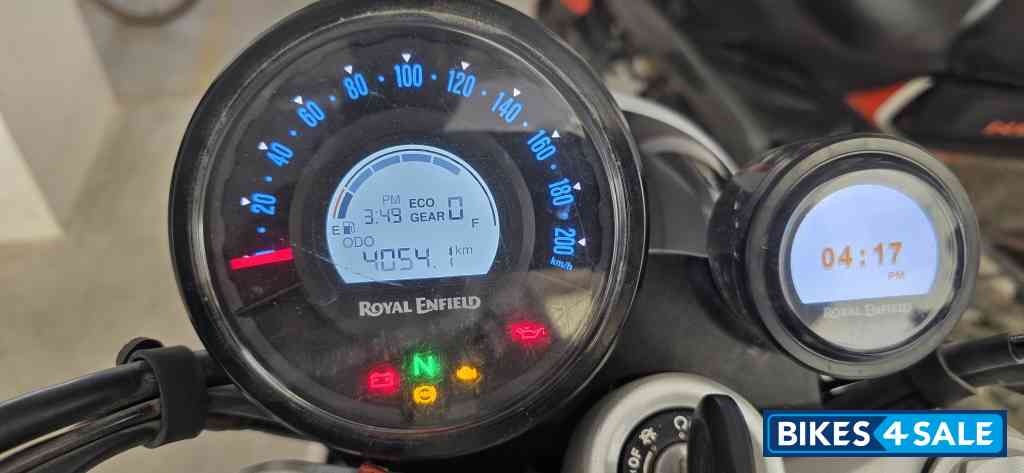 20 40 60 80 100 120 140 160 180 200
km/h
PM ECO
3:49 GEAR 0
E F
ODO
4054.1 km
ROYAL ENFIELD
N
04:17
PM
ROYAL ENFIELD
OF
BIKES4SALE